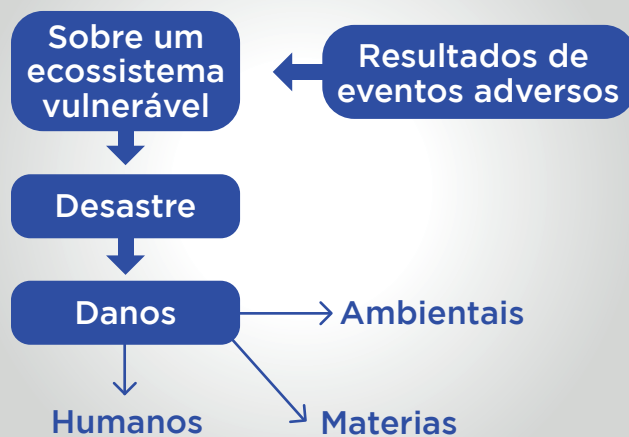 Sobre um
ecossistema
vulnerável
Resultados de
eventos adversos
Desastre
Danos
Ambientais
Humanos
Materias